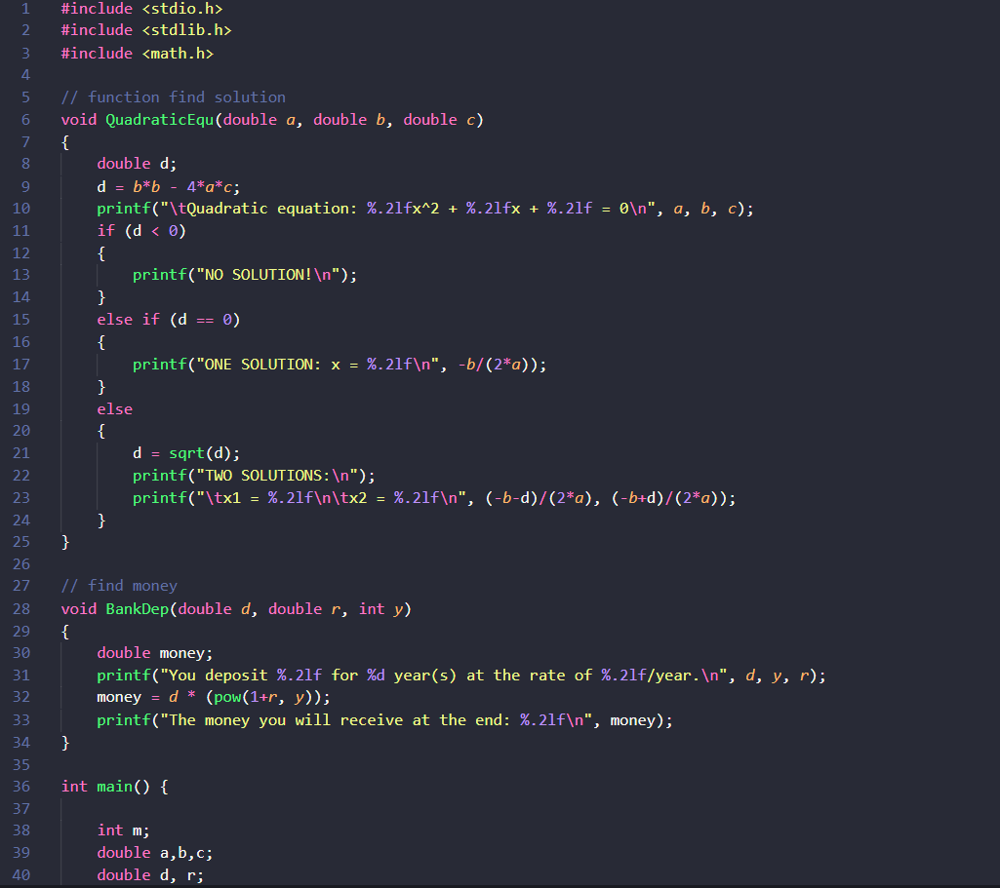 1 #include <stdio.h>
2 #include <stdlib.h>
3 #include <math.h>
4
5 // function find solution
6 void QuadraticEqu(double a, double b, double c)
7 {
8     double d;
9     d = b*b - 4*a*c;
10     printf("\tQuadratic equation: %.2lfx^2 + %.2lfx + %.2lf = 0\n", a, b, c);
11     if (d < 0)
12     {
13         printf("NO SOLUTION!\n");
14     }
15     else if (d == 0)
16     {
17         printf("ONE SOLUTION: x = %.2lf\n", -b/(2*a));
18     }
19     else
20     {
21         d = sqrt(d);
22         printf("TWO SOLUTIONS:\n");
23         printf("\tx1 = %.2lf\n\tx2 = %.2lf\n", (-b-d)/(2*a), (-b+d)/(2*a));
24     }
25 }
26
27 // find money
28 void BankDep(double d, double r, int y)
29 {
30     double money;
31     printf("You deposit %.2lf for %d year(s) at the rate of %.2lf/year.\n", d, y, r);
32     money = d * (pow(1+r, y));
33     printf("The money you will receive at the end: %.2lf\n", money);
34 }
35
36 int main() {
37
38     int m;
39     double a,b,c;
40     double d, r;